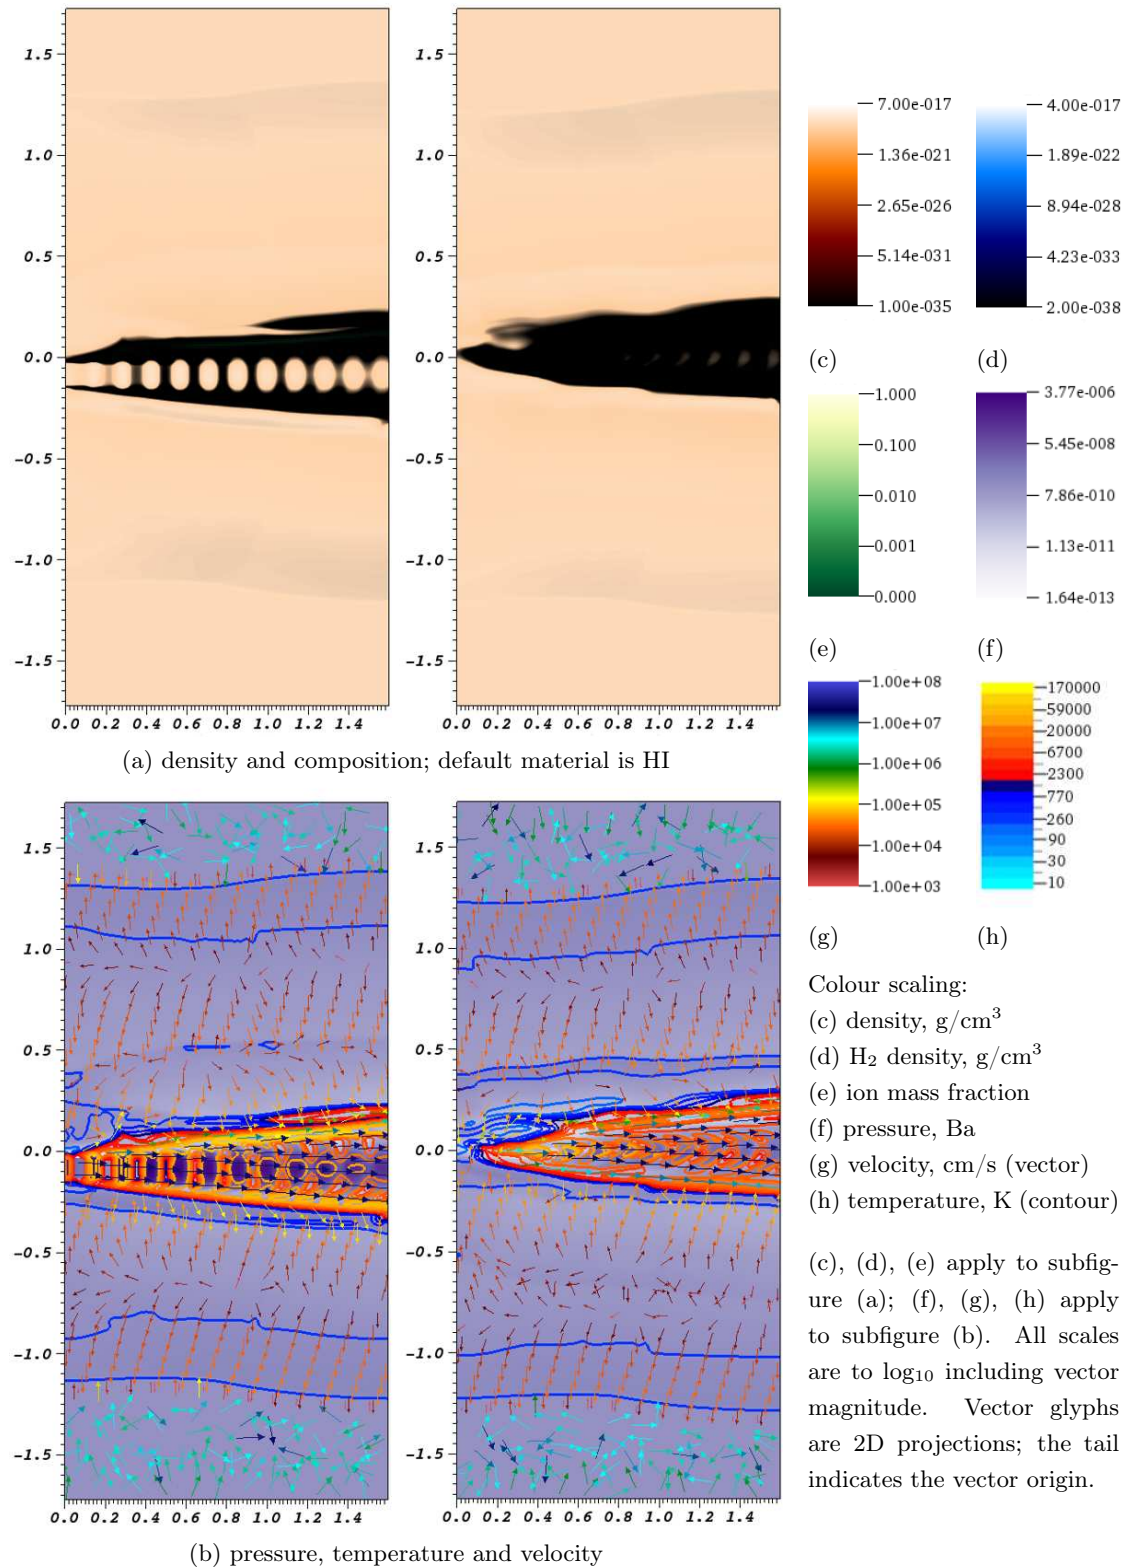 1.5
1.0
0.5
0.0
-0.5
-1.0
-1.5
0.0 0.2 0.4 0.6 0.8 1.0 1.2 1.4
1.5
1.0
0.5
0.0
-0.5
-1.0
-1.5
0.0 0.2 0.4 0.6 0.8 1.0 1.2 1.4
(a) density and composition; default material is HI
1.5
1.0
0.5
0.0
-0.5
-1.0
-1.5
0.0 0.2 0.4 0.6 0.8 1.0 1.2 1.4
1.5
1.0
0.5
0.0
-0.5
-1.0
-1.5
0.0 0.2 0.4 0.6 0.8 1.0 1.2 1.4
(b) pressure, temperature and velocity
7.00e-017
1.36e-021
2.65e-026
5.14e-031
1.00e-035
(c)
4.00e-017
1.89e-022
8.94e-028
4.23e-033
2.00e-038
(d)
1.000
0.100
0.010
0.001
0.000
(e)
3.77e-006
5.45e-008
7.86e-010
1.13e-011
1.64e-013
(f)
1.00e+08
1.00e+07
1.00e+06
1.00e+05
1.00e+04
1.00e+03
(g)
170000
59000
20000
6700
2300
770
260
90
30
10
(h)
Colour scaling:
(c) density, g/cm³
(d) H₂ density, g/cm³
(e) ion mass fraction
(f) pressure, Ba
(g) velocity, cm/s (vector)
(h) temperature, K (contour)
(c), (d), (e) apply to subfig-
ure (a); (f), (g), (h) apply
to subfigure (b). All scales
are to log₁₀ including vector
magnitude. Vector glyphs
are 2D projections; the tail
indicates the vector origin.